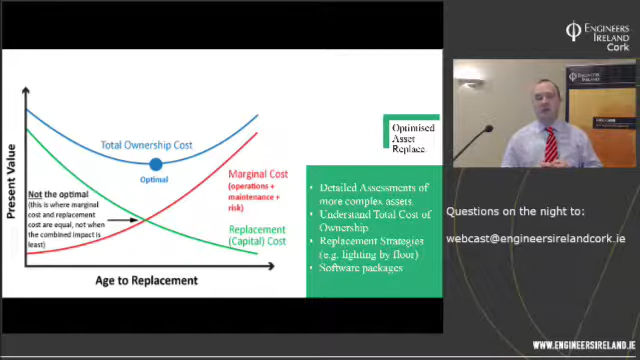 ENGINEERS
IRELAND
Cork
Total Ownership Cost
Optimal
Present Value
Not the optimal
(this is where marginal
cost and replacement
cost are equal, not when
the combined impact is
least)
Marginal Cost
(operations +
maintenance +
risk)
Replacement
(Capital) Cost
Age to Replacement
Optimised
Asset
Replace.
• Detailed Assessments of
more complex assets.
• Understand Total Cost of
Ownership
• Replacement Strategies
(e.g. lighting by floor)
• Software packages
ENGINEERS
IRELAND
Questions on the night to:
webcast@engineersirelandcork.ie
WWW.ENGINEERSIRELAND.IE